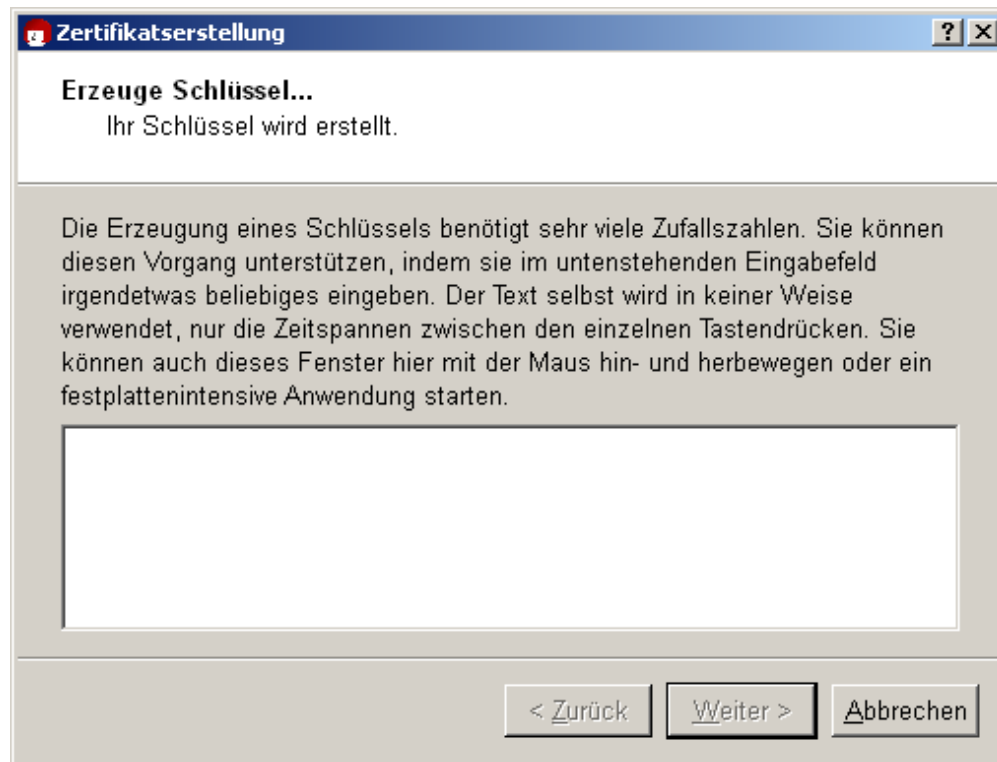 Zertifikatserstellung
Erzeuge Schlüssel...
Ihr Schlüssel wird erstellt.
Die Erzeugung eines Schlüssels benötigt sehr viele Zufallszahlen. Sie können
diesen Vorgang unterstützen, indem sie im untenstehenden Eingabefeld
irgendetwas beliebiges eingeben. Der Text selbst wird in keiner Weise
verwendet, nur die Zeitspannen zwischen den einzelnen Tastendrücken. Sie
können auch dieses Fenster hier mit der Maus hin- und herbewegen oder ein
festplattenintensive Anwendung starten.
< Zurück Weiter > Abbrechen